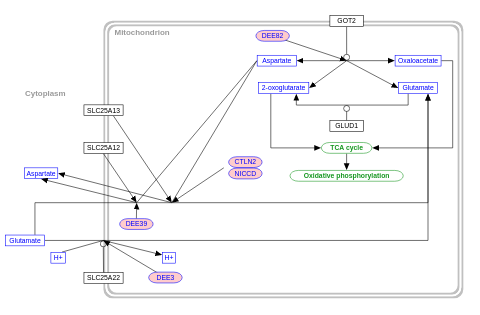 GOT2
Mitochondrion
DEE82
Aspartate
Oxaloacetate
2-oxoglutarate
Glutamate
Cytoplasm
SLC25A13
GLUD1
SLC25A12
TCA cycle
CTLN2
Aspartate
NICCD
Oxidative phosphorylation
DEE39
Glutamate
H+
H+
SLC25A22
DEE3